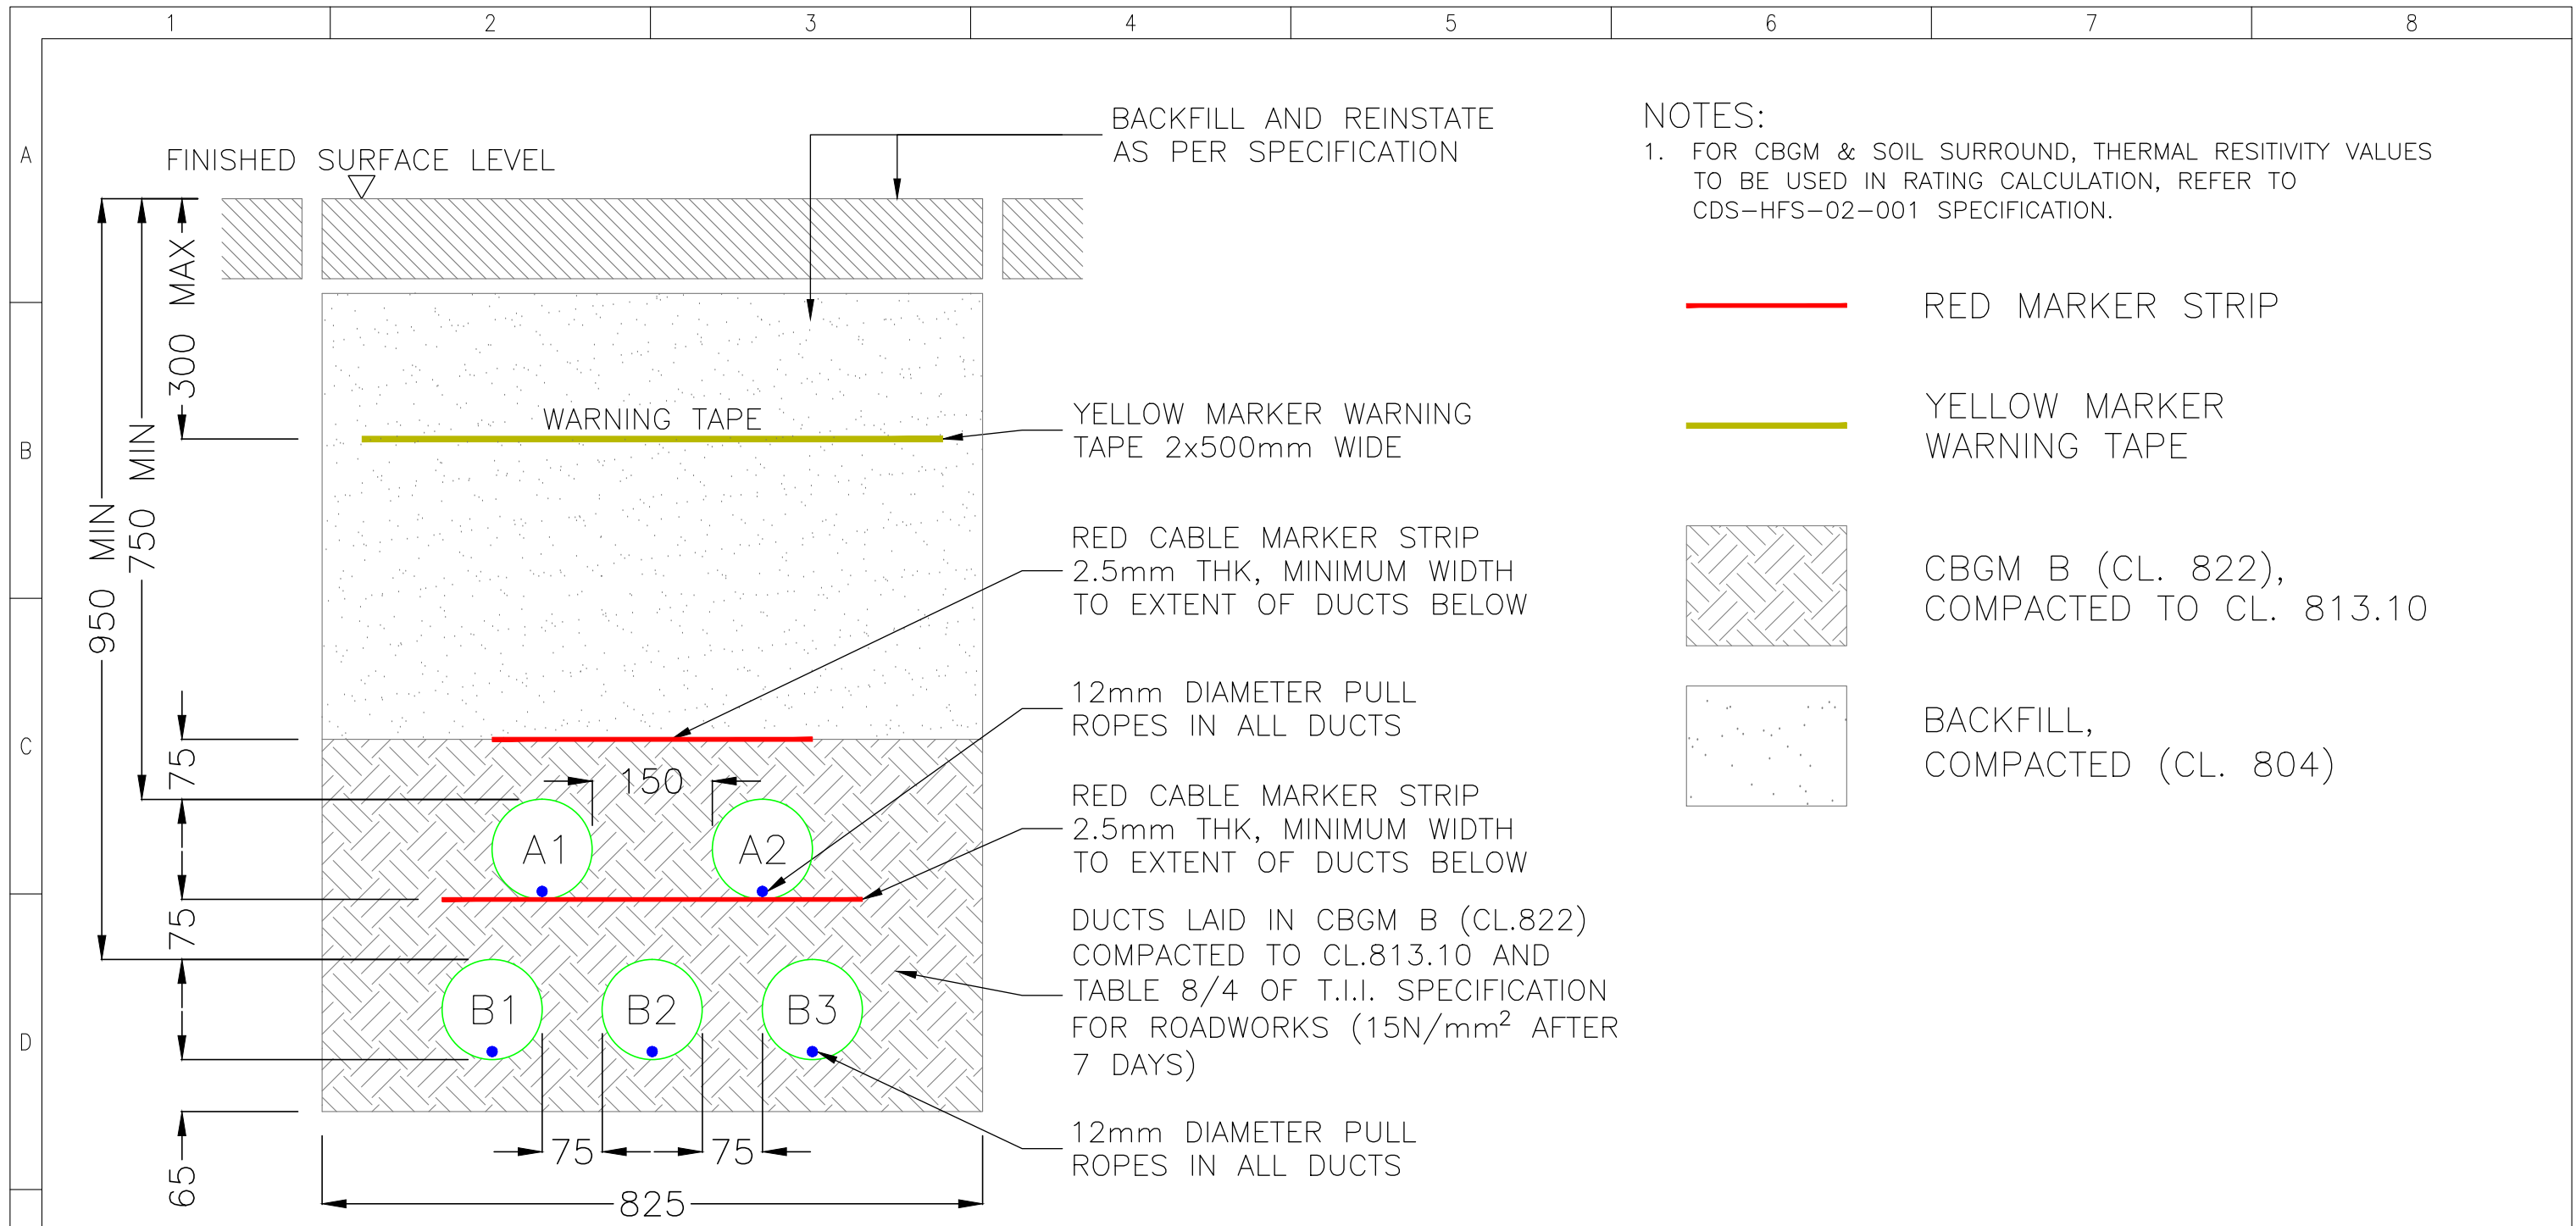 1 2 3 4 5 6 7 8
A
B
C
D
FINISHED SURFACE LEVEL
300 MAX
750 MIN
950 MIN
75
75
65
WARNING TAPE
150
A1 A2
B1 B2 B3
75 75
825
BACKFILL AND REINSTATE
AS PER SPECIFICATION
YELLOW MARKER WARNING
TAPE 2x500mm WIDE
RED CABLE MARKER STRIP
2.5mm THK, MINIMUM WIDTH
TO EXTENT OF DUCTS BELOW
12mm DIAMETER PULL
ROPES IN ALL DUCTS
RED CABLE MARKER STRIP
2.5mm THK, MINIMUM WIDTH
TO EXTENT OF DUCTS BELOW
DUCTS LAID IN CBGM B (CL.822)
COMPACTED TO CL.813.10 AND
TABLE 8/4 OF T.I.I. SPECIFICATION
FOR ROADWORKS (15N/mm² AFTER
7 DAYS)
12mm DIAMETER PULL
ROPES IN ALL DUCTS
NOTES:
1. FOR CBGM & SOIL SURROUND, THERMAL RESITIVITY VALUES
TO BE USED IN RATING CALCULATION, REFER TO
CDS-HFS-02-001 SPECIFICATION.
RED MARKER STRIP
YELLOW MARKER
WARNING TAPE
CBGM B (CL. 822),
COMPACTED TO CL. 813.10
BACKFILL,
COMPACTED (CL. 804)